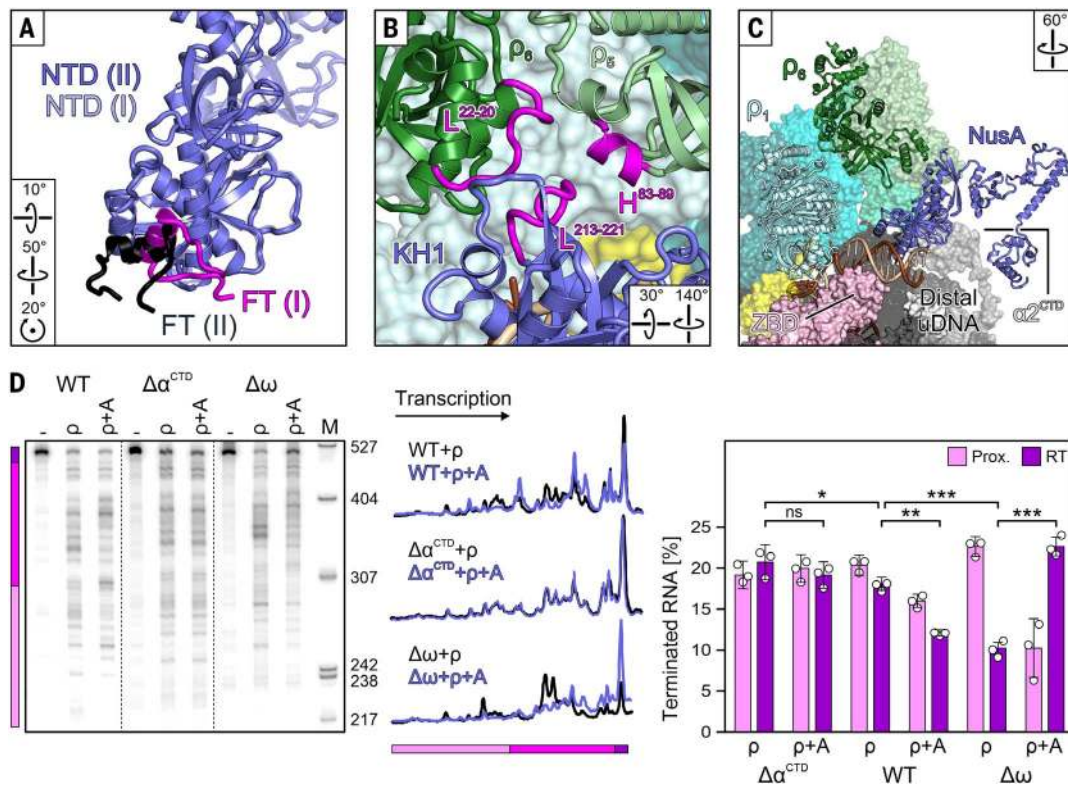 A
NTD (II)
NTD (I)
10°
50°
20°
FT (I)
FT (II)
B
ρ6
ρ5
L22-20
H83-89
L213-221
KH1
30° 140°
C
60°
ρ6
ρ1
NusA
ZBD
Distal
uDNA
α2CTD
D
WT ΔαCTD Δω
- ρ ρ+A - ρ ρ+A - ρ ρ+A M
527
404
307
242
238
217
Transcription
WT+ρ
WT+ρ+A
ΔαCTD+ρ
ΔαCTD+ρ+A
Δω+ρ
Δω+ρ+A
Prox. RT
Terminated RNA [%]
25
20
15
10
5
0
* ***
ns ** ***
ρ ρ+A ρ ρ+A ρ ρ+A
ΔαCTD WT Δω